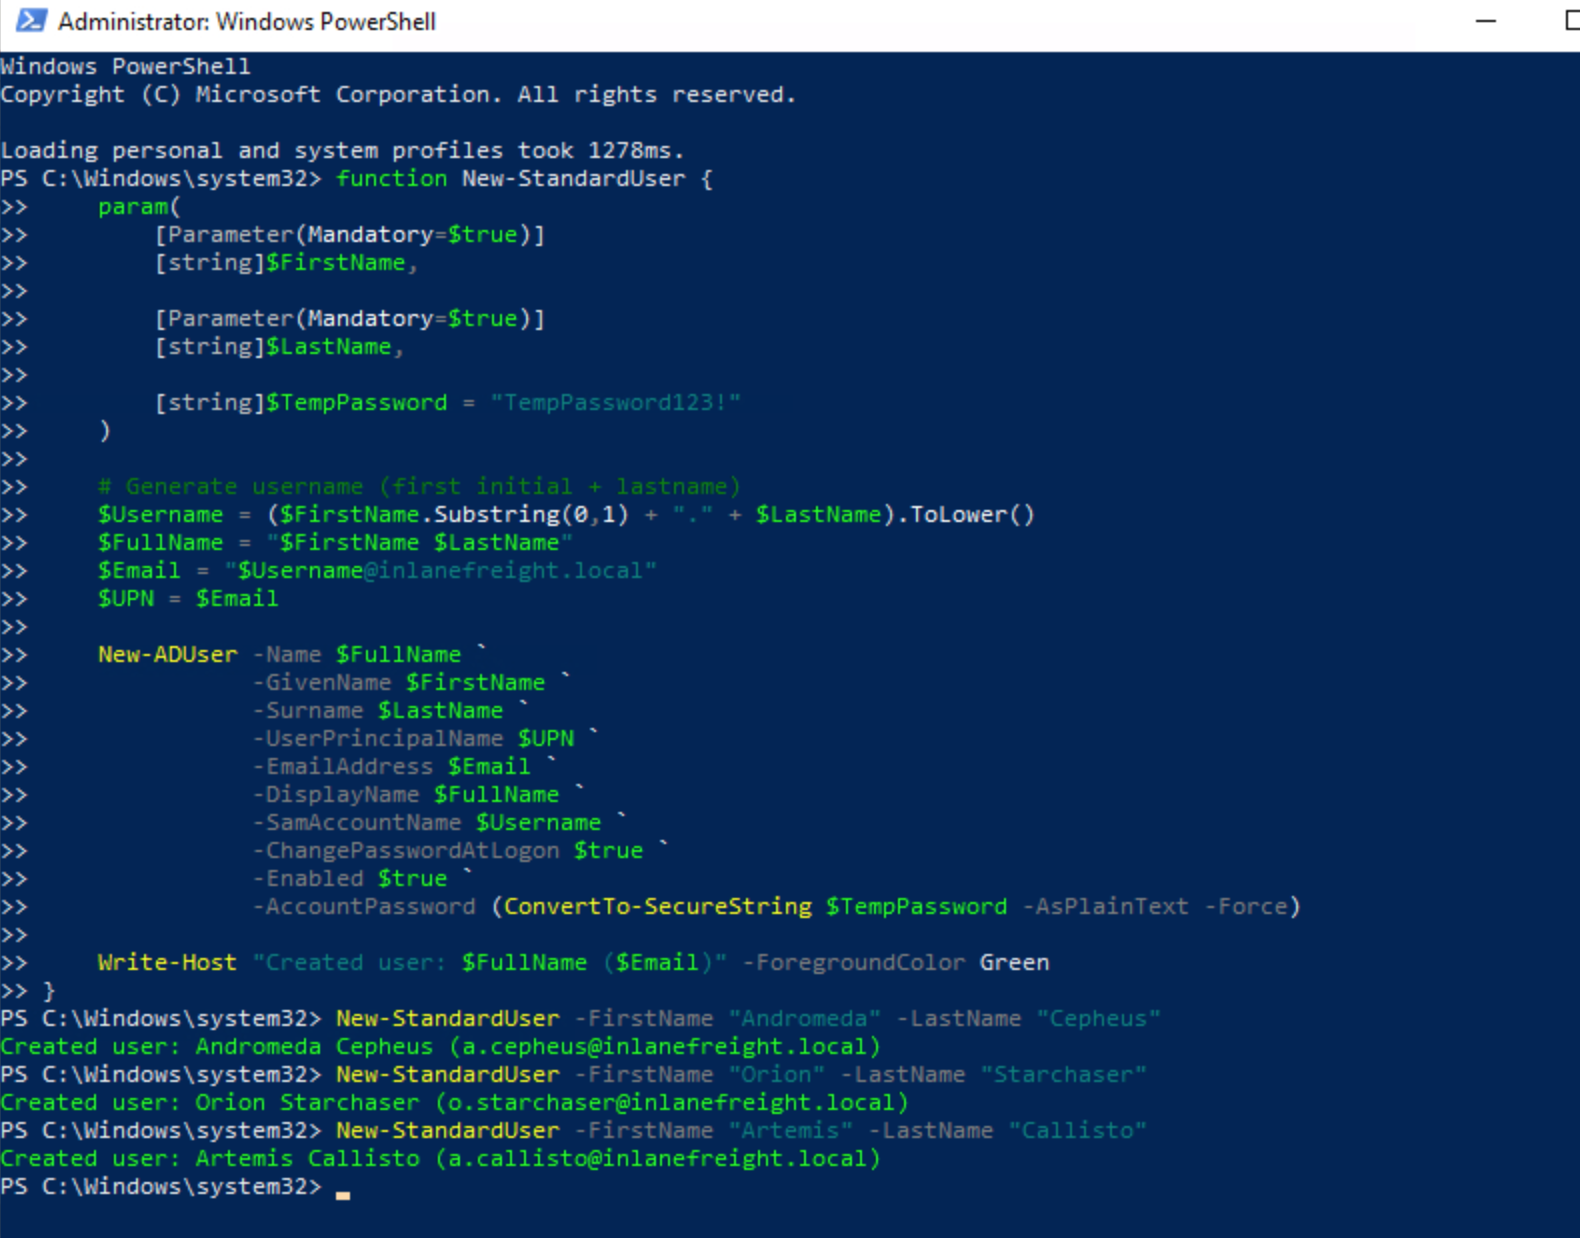 Administrator: Windows PowerShell
Windows PowerShell
Copyright (C) Microsoft Corporation. All rights reserved.

Loading personal and system profiles took 1278ms.
PS C:\Windows\system32> function New-StandardUser {
>>     param(
>>         [Parameter(Mandatory=$true)]
>>         [string]$FirstName,
>>
>>         [Parameter(Mandatory=$true)]
>>         [string]$LastName,
>>
>>         [string]$TempPassword = "TempPassword123!"
>>     )
>>
>>     # Generate username (first initial + lastname)
>>     $Username = ($FirstName.Substring(0,1) + "." + $LastName).ToLower()
>>     $FullName = "$FirstName $LastName"
>>     $Email = "$Username@inlanefreight.local"
>>     $UPN = $Email
>>
>>     New-ADUser -Name $FullName `
>>                -GivenName $FirstName `
>>                -Surname $LastName `
>>                -UserPrincipalName $UPN `
>>                -EmailAddress $Email `
>>                -DisplayName $FullName `
>>                -SamAccountName $Username `
>>                -ChangePasswordAtLogon $true `
>>                -Enabled $true `
>>                -AccountPassword (ConvertTo-SecureString $TempPassword -AsPlainText -Force)
>>
>>     Write-Host "Created user: $FullName ($Email)" -ForegroundColor Green
>> }
PS C:\Windows\system32> New-StandardUser -FirstName "Andromeda" -LastName "Cepheus"
Created user: Andromeda Cepheus (a.cepheus@inlanefreight.local)
PS C:\Windows\system32> New-StandardUser -FirstName "Orion" -LastName "Starchaser"
Created user: Orion Starchaser (o.starchaser@inlanefreight.local)
PS C:\Windows\system32> New-StandardUser -FirstName "Artemis" -LastName "Callisto"
Created user: Artemis Callisto (a.callisto@inlanefreight.local)
PS C:\Windows\system32>